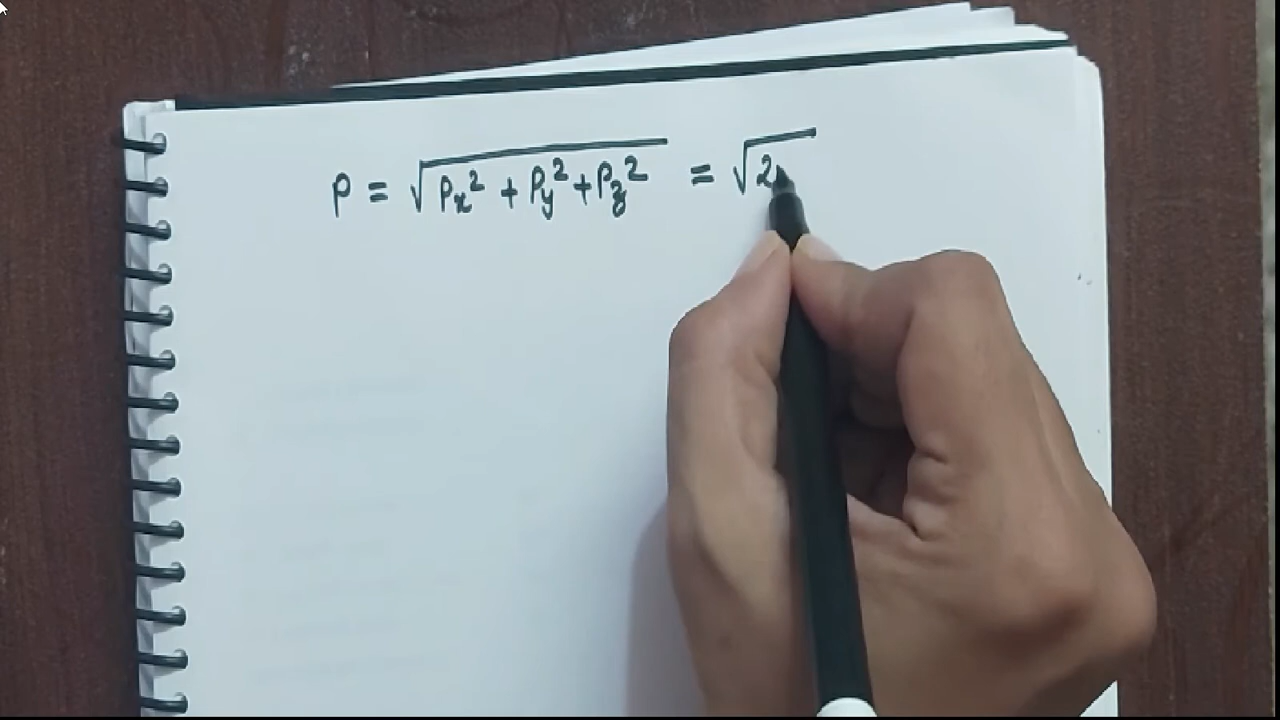 p = √(px² + py² + pz²) = √2